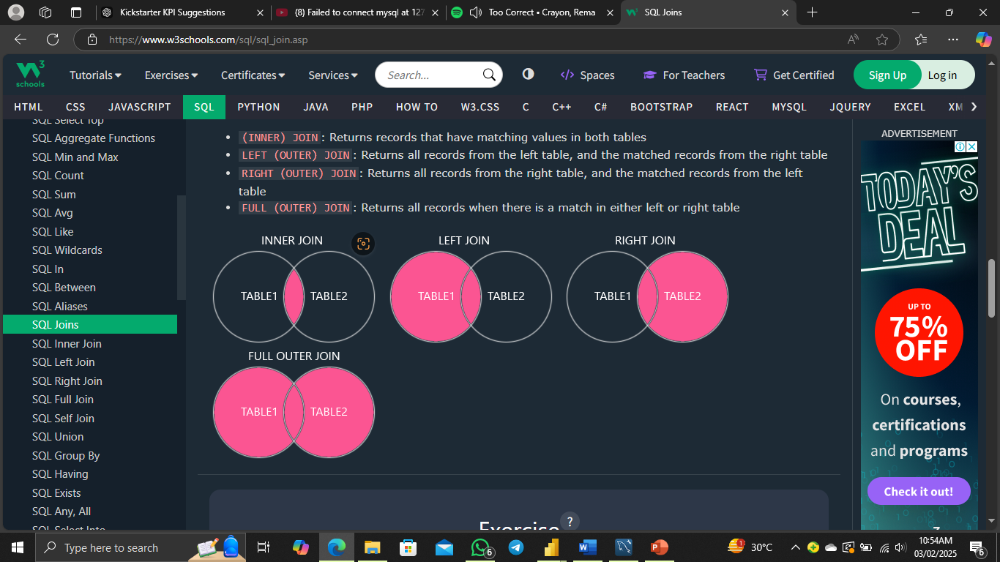 Kickstarter KPI Suggestions
(8) Failed to connect mysql at 127
Too Correct • Crayon, Rema
SQL Joins
https://www.w3schools.com/sql/sql_join.asp
W3 schools
Tutorials
Exercises
Certificates
Services
Search...
Spaces
For Teachers
Get Certified
Sign Up
Log in
HTML CSS JAVASCRIPT SQL PYTHON JAVA PHP HOW TO W3.CSS C C++ C# BOOTSTRAP REACT MYSQL JQUERY EXCEL XM
SQL Select Top
SQL Aggregate Functions
SQL Min and Max
SQL Count
SQL Sum
SQL Avg
SQL Like
SQL Wildcards
SQL In
SQL Between
SQL Aliases
SQL Joins
SQL Inner Join
SQL Left Join
SQL Right Join
SQL Full Join
SQL Self Join
SQL Union
SQL Group By
SQL Having
SQL Exists
SQL Any, All
SQL Select Into
• (INNER) JOIN: Returns records that have matching values in both tables
• LEFT (OUTER) JOIN: Returns all records from the left table, and the matched records from the right table
• RIGHT (OUTER) JOIN: Returns all records from the right table, and the matched records from the left
table
• FULL (OUTER) JOIN: Returns all records when there is a match in either left or right table
INNER JOIN
TABLE1 TABLE2
LEFT JOIN
TABLE1 TABLE2
RIGHT JOIN
TABLE1 TABLE2
FULL OUTER JOIN
TABLE1 TABLE2
Exercise
?
ADVERTISEMENT
TODAY'S
DEAL
UP TO
75%
OFF
On courses,
certifications
and programs
Check it out!
Type here to search
6
1
30°C
10:54AM
03/02/2025
6